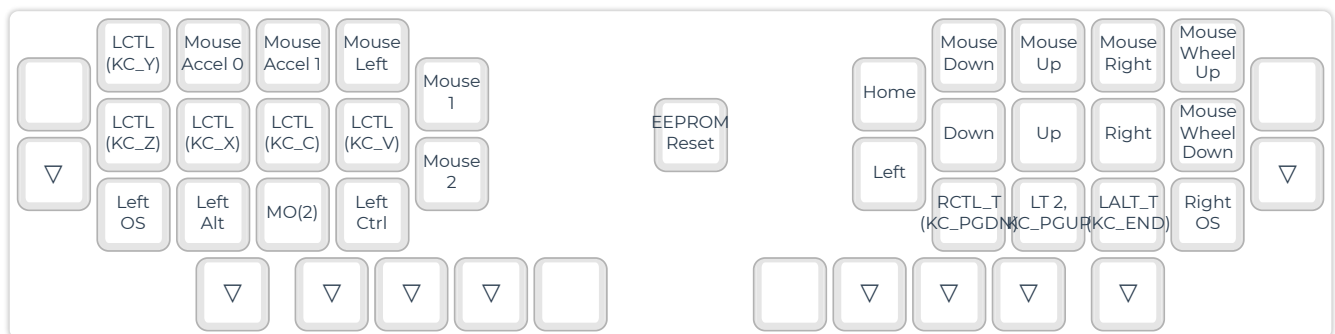 LCTL
(KC_Y)
Mouse
Accel 0
Mouse
Accel 1
Mouse
Left
Mouse
1
LCTL
(KC_Z)
LCTL
(KC_X)
LCTL
(KC_C)
LCTL
(KC_V)
Mouse
2
▽
Left
OS
Left
Alt
MO(2)
Left
Ctrl
▽
▽
▽
▽
EEPROM
Reset
Home
Mouse
Down
Mouse
Up
Mouse
Right
Mouse
Wheel
Up
Left
Down
Up
Right
Mouse
Wheel
Down
▽
RCTL_T
(KC_PGDN)
LT 2,
KC_PGUP
LALT_T
(KC_END)
Right
OS
▽
▽
▽
▽